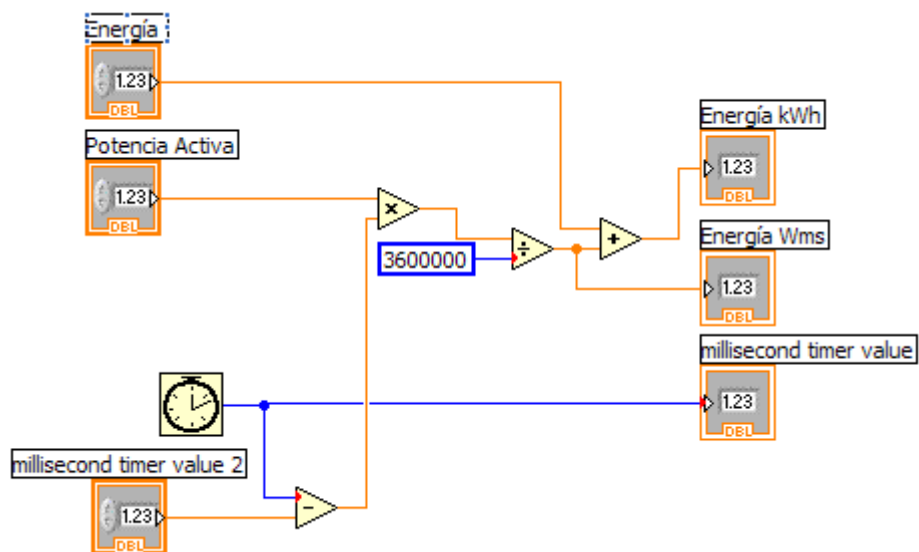 Energía
1.23
DBL
Potencia Activa
1.23
DBL
3600000
Energía kWh
1.23
DBL
Energía Wms
1.23
DBL
millisecond timer value
1.23
DBL
millisecond timer value 2
1.23
DBL